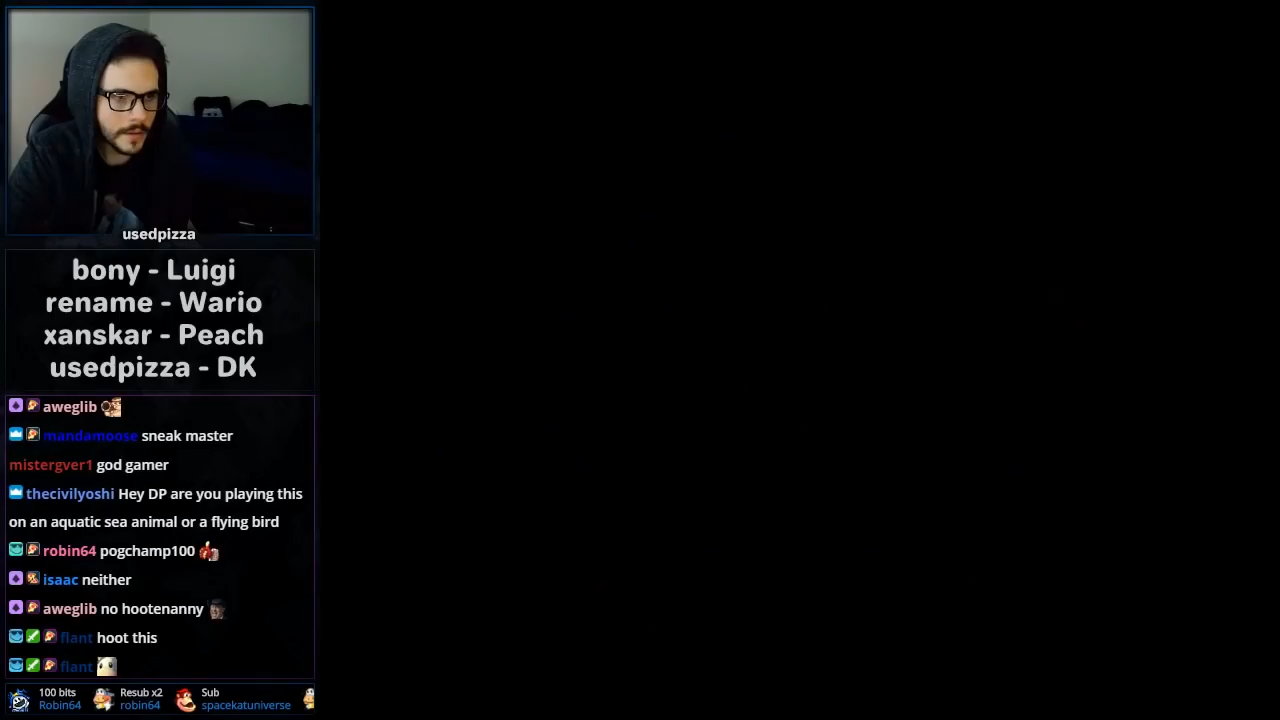 usedpizza
bony - Luigi
rename - Wario
xanskar - Peach
usedpizza - DK
aweglib
mandamoose sneak master
mistergver1 god gamer
thecivilyoshi Hey DP are you playing this
on an aquatic sea animal or a flying bird
robin64 pogchamp100
isaac neither
aweglib no hootenanny
flant hoot this
flant
100 bits
Robin64
Resub x2
robin64
Sub
spacekatuniverse